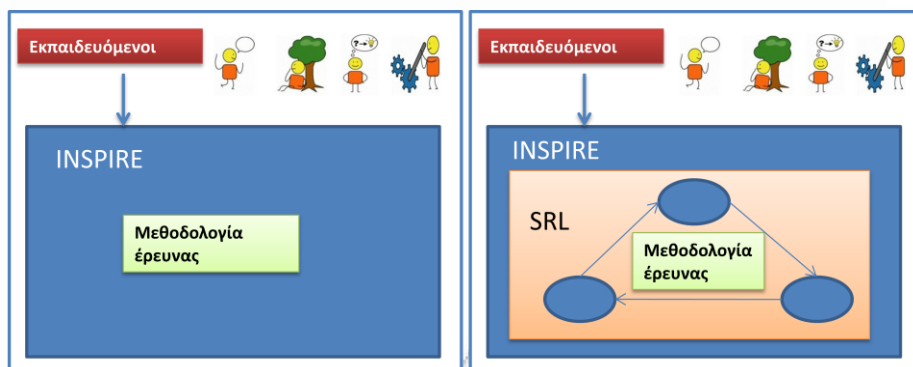 Εκπαιδευόμενοι
INSPIRE
Μεθοδολογία
έρευνας
Εκπαιδευόμενοι
INSPIRE
SRL
Μεθοδολογία
έρευνας